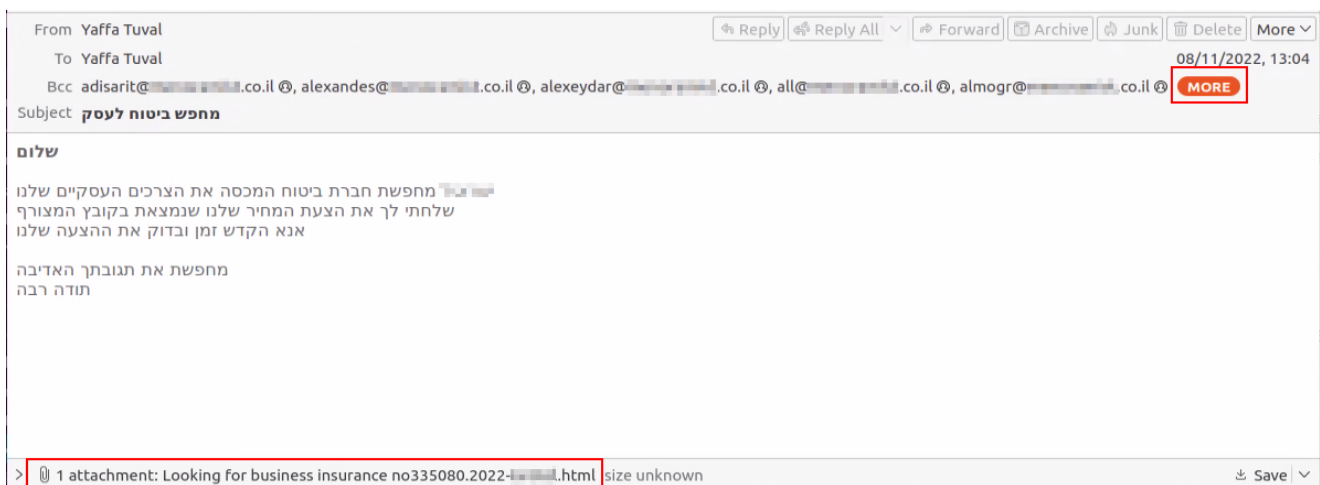 From Yaffa Tuval Reply Reply All Forward Archive Junk Delete More
To Yaffa Tuval 08/11/2022, 13:04
Bcc adisarit@ .co.il, alexandes@ .co.il, alexeydar@ .co.il, all@ .co.il, almogr@ .co.il MORE
Subject מחפש ביטוח לעסק
שלום
מחפשת חברת ביטוח המכסה את הצרכים העסקיים שלנו
שלחתי לך את הצעת המחיר שלנו שנמצאת בקובץ המצורף
אנא הקדש זמן ובדוק את ההצעה שלנו
מחפשת את תגובתך האדיבה
תודה רבה
1 attachment: Looking for business insurance no335080.2022- .html size unknown Save